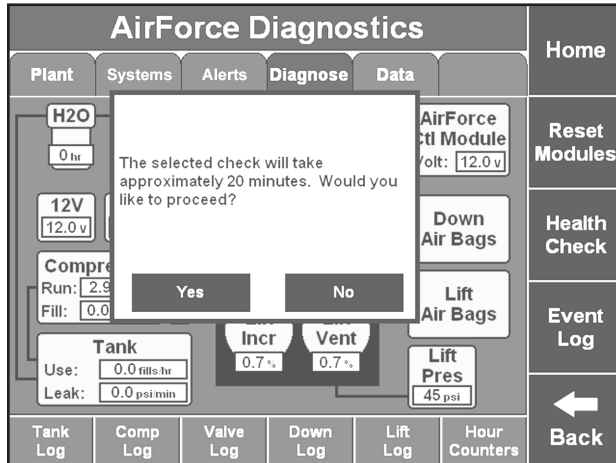 AirForce Diagnostics
Home
Plant
Systems
Alerts
Diagnose
Data
H2O
0 hr
AirForce
Ctl Module
Volt: 12.0 v
Reset
Modules
The selected check will take
approximately 20 minutes. Would you
like to proceed?
12V
12.0 v
Down
Air Bags
Health
Check
Run: 2.9
Fill: 0.0
Yes
No
Lift
Air Bags
Event
Log
Tank
Use: 0.0 fills/hr
Leak: 0.0 psi/min
Incr
0.7 %
Vent
0.7 %
Lift
Pres
45 psi
Tank
Log
Comp
Log
Valve
Log
Down
Log
Lift
Log
Hour
Counters
Back